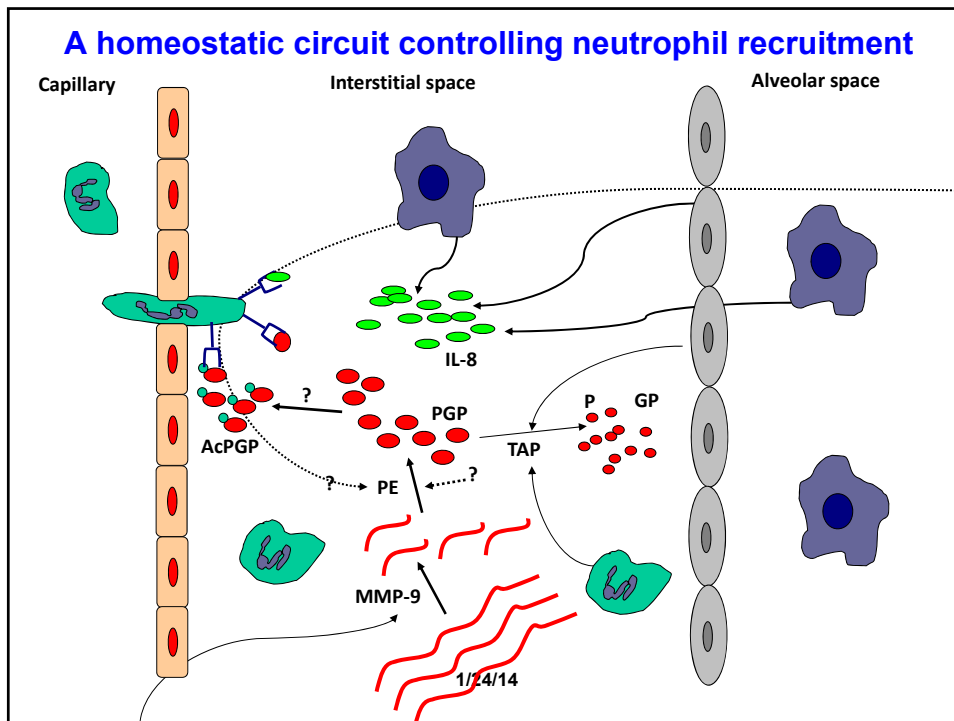 A homeostatic circuit controlling neutrophil recruitment
Capillary Interstitial space Alveolar space
IL-8
?
PGP
P GP
AcPGP
TAP
?
PE
?
MMP-9
1/24/14